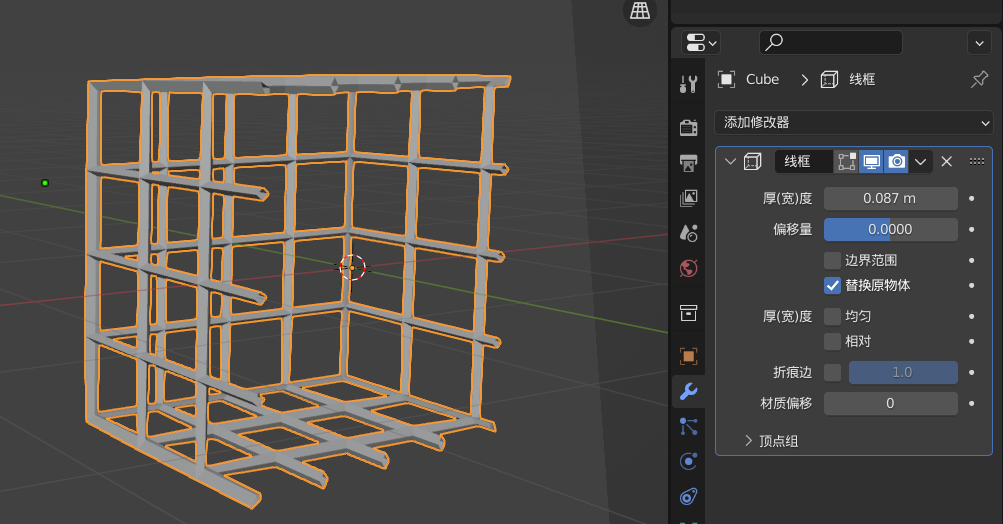 Cube
线框
添加修改器
线框
厚(宽)度
0.087 m
偏移量
0.0000
边界范围
替换原物体
厚(宽)度
均匀
相对
折痕边
1.0
材质偏移
0
顶点组